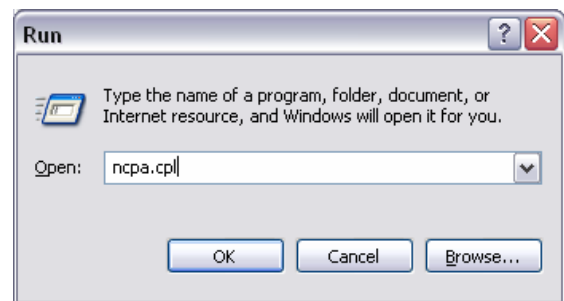 Run
Type the name of a program, folder, document, or
Internet resource, and Windows will open it for you.
Open: ncpa.cpl
OK Cancel Browse...